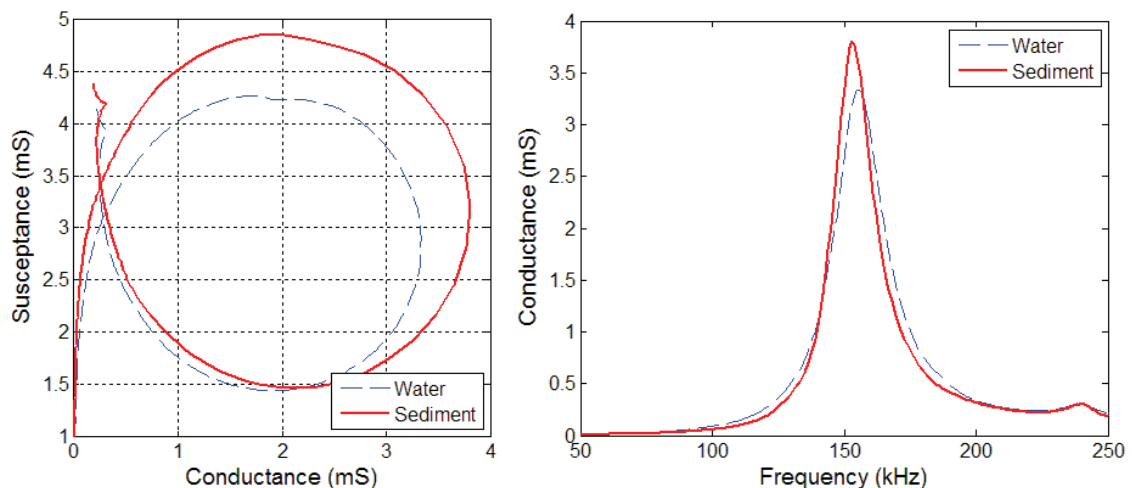 5
4.5
4
3.5
3
2.5
2
1.5
1
Susceptance (mS)
Water
Sediment
0 1 2 3 4
Conductance (mS)
4
3.5
3
2.5
2
1.5
1
0.5
0
Conductance (mS)
Water
Sediment
50 100 150 200 250
Frequency (kHz)